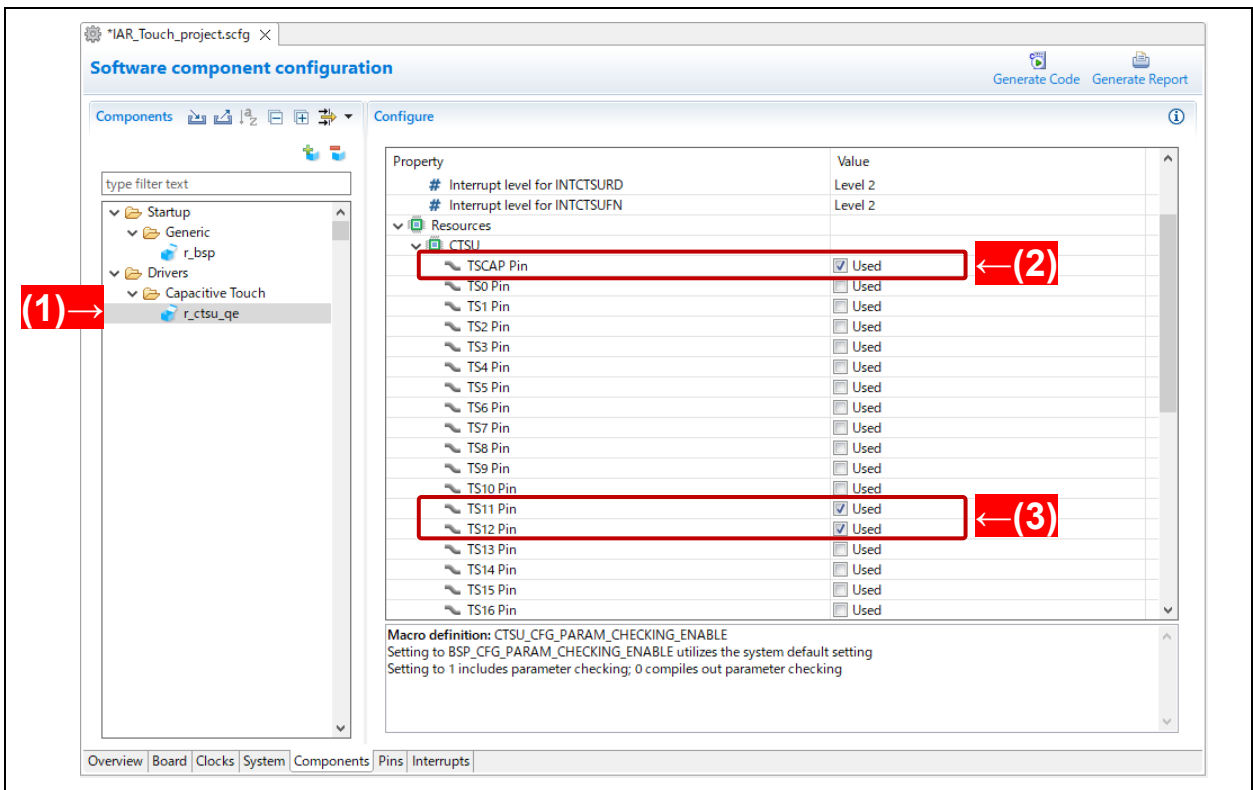 *IAR_Touch_project.scfg
Software component configuration
Generate Code Generate Report
Components
Configure
type filter text
Startup
Generic
r_bsp
Drivers
Capacitive Touch
(1)→
r_ctsu_qe
Property Value
# Interrupt level for INTCTSURD Level 2
# Interrupt level for INTCTSUFN Level 2
Resources
CTSU
TSCAP Pin Used
←(2)
TS0 Pin Used
TS1 Pin Used
TS2 Pin Used
TS3 Pin Used
TS4 Pin Used
TS5 Pin Used
TS6 Pin Used
TS7 Pin Used
TS8 Pin Used
TS9 Pin Used
TS10 Pin Used
TS11 Pin Used
←(3)
TS12 Pin Used
TS13 Pin Used
TS14 Pin Used
TS15 Pin Used
TS16 Pin Used
Macro definition: CTSU_CFG_PARAM_CHECKING_ENABLE
Setting to BSP_CFG_PARAM_CHECKING_ENABLE utilizes the system default setting
Setting to 1 includes parameter checking; 0 compiles out parameter checking
Overview Board Clocks System Components Pins Interrupts